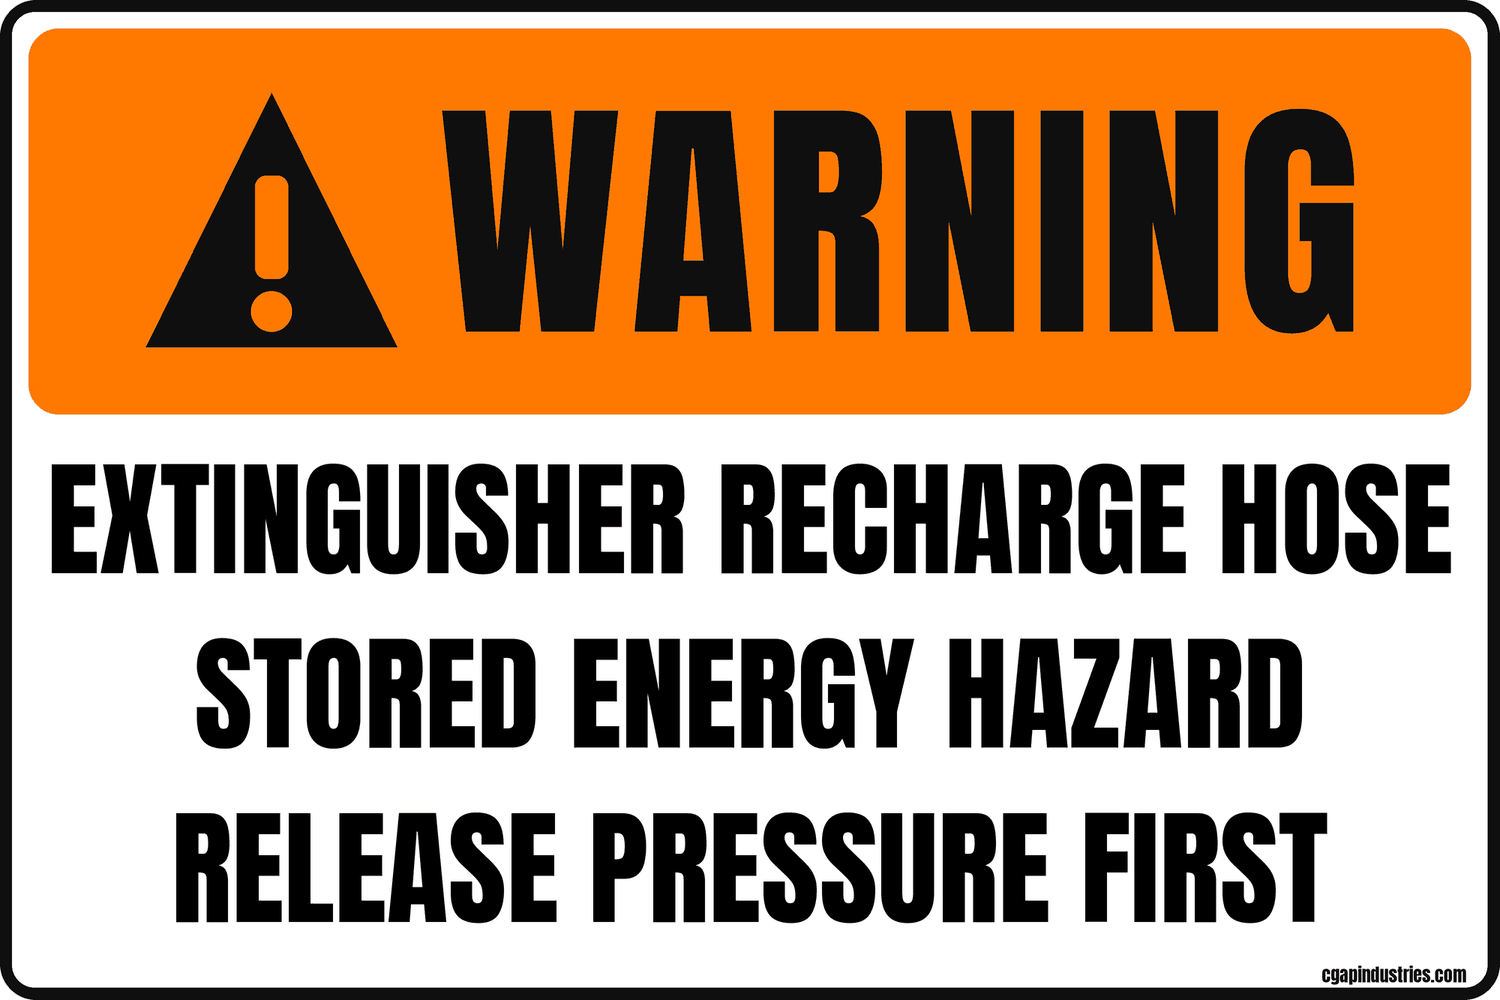 WARNING
EXTINGUISHER RECHARGE HOSE
STORED ENERGY HAZARD
RELEASE PRESSURE FIRST
cgapindustries.com